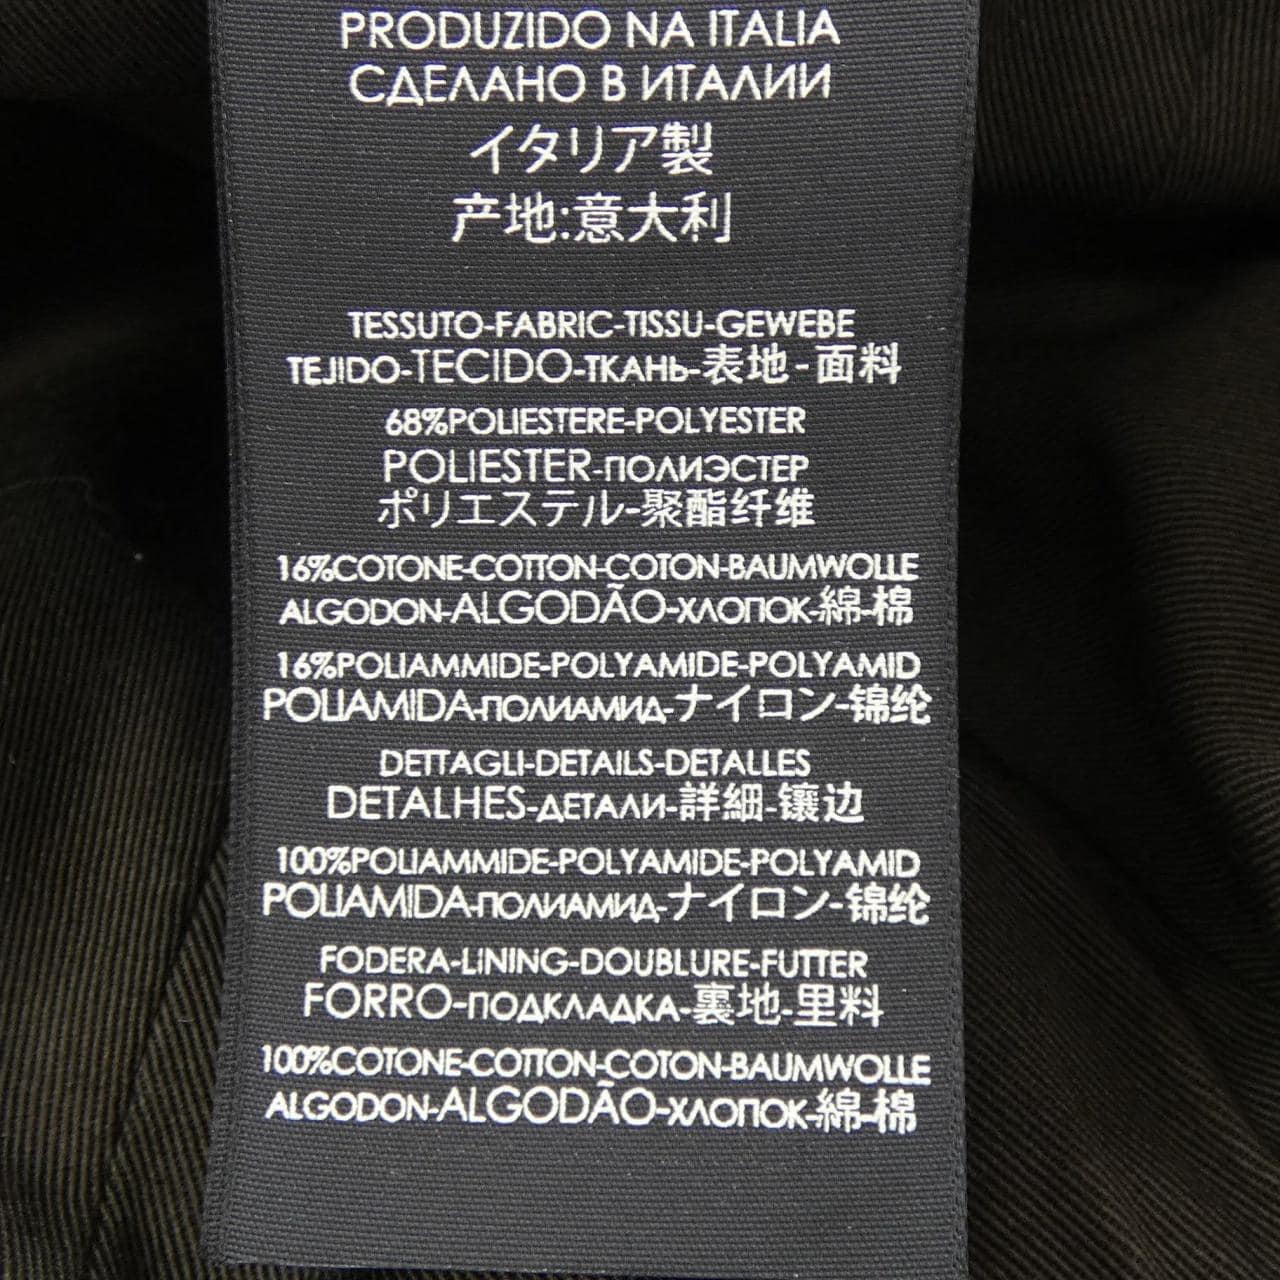 PRODUZIDO NA ITALIA
СДЕЛАНО В ИТАЛИИ
イタリア製
产地:意大利
TESSUTO-FABRIC-TISSU-GEWEBE
TEJIDO-TECIDO-ТКАНЬ-表地-面料
68%POLIESTERE-POLYESTER
POLIESTER-ПОЛИЭСТЕР
ポリエステル-聚酯纤维
16%COTONE-COTTON-COTON-BAUMWOLLE
ALGODON-ALGODÃO-ХЛОПОК-綿-棉
16%POLIAMMIDE-POLYAMIDE-POLYAMID
POLIAMIDA-ПОЛИАМИД-ナイロン-锦纶
DETTAGLI-DETAILS-DETALLES
DETALHES-ДЕТАЛИ-詳細-镶边
100%POLIAMMIDE-POLYAMIDE-POLYAMID
POLIAMIDA-ПОЛИАМИД-ナイロン-锦纶
FODERA-LINING-DOUBLURE-FUTTER
FORRO-ПОДКЛАДКА-裏地-里料
100%COTONE-COTTON-COTON-BAUMWOLLE
ALGODON-ALGODÃO-ХЛОПОК-綿-棉